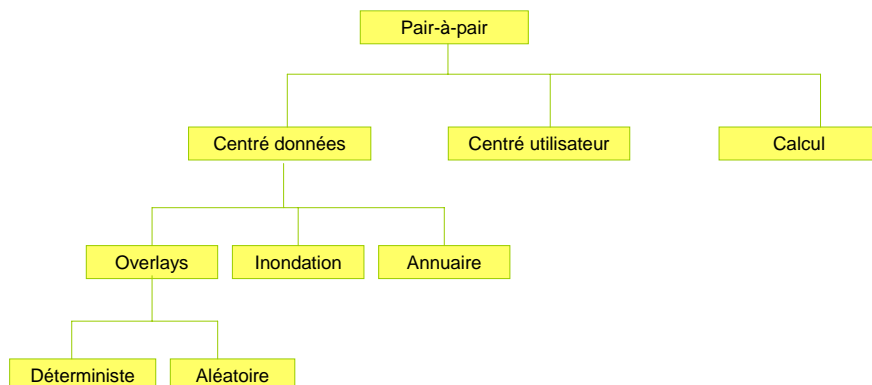 Pair-à-pair
Centré données
Centré utilisateur
Calcul
Overlays
Inondation
Annuaire
Déterministe
Aléatoire